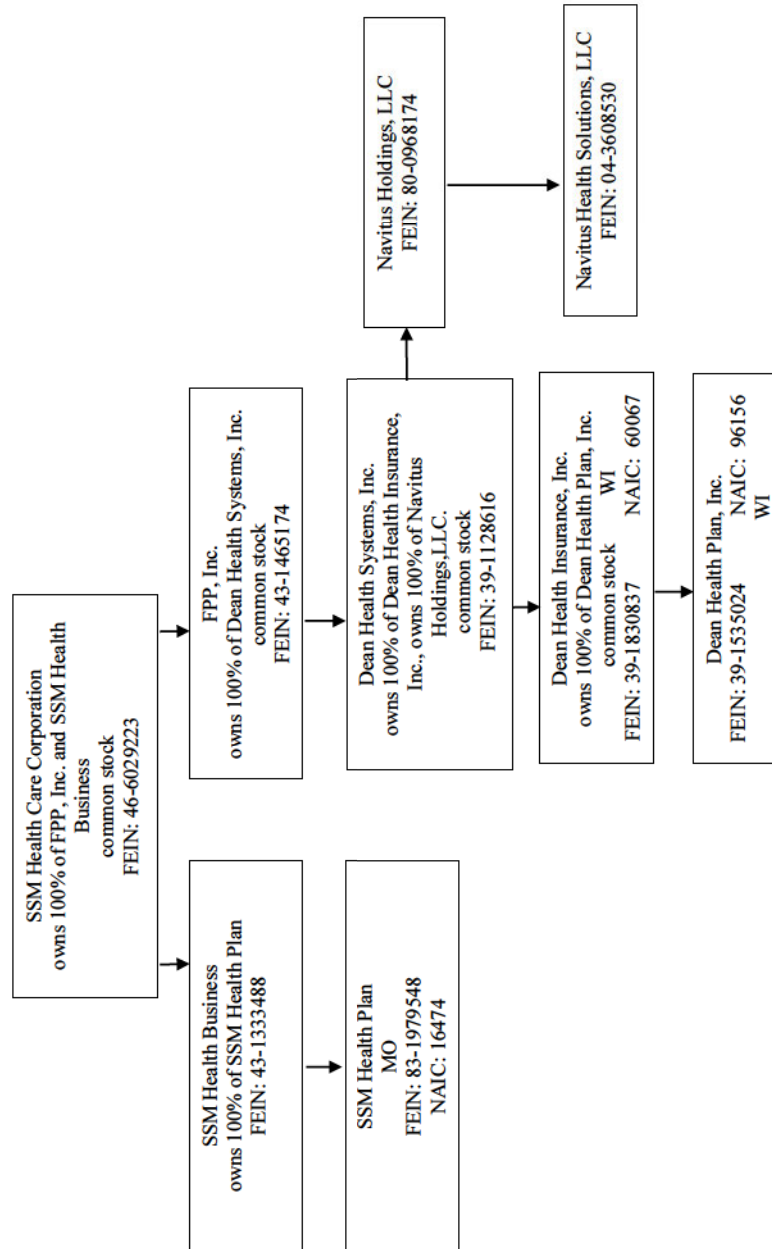 SSM Health Care Corporation
owns 100% of FPP, Inc. and SSM Health
Business
common stock
FEIN: 46-6029223
SSM Health Business
owns 100% of SSM Health Plan
FEIN: 43-1333488
FPP, Inc.
owns 100% of Dean Health Systems, Inc.
common stock
FEIN: 43-1465174
SSM Health Plan
MO
FEIN: 83-1979548
NAIC: 16474
Dean Health Systems, Inc.
owns 100% of Dean Health Insurance,
Inc., owns 100% of Navitus
Holdings,LLC.
common stock
FEIN: 39-1128616
Navitus Holdings, LLC
FEIN: 80-0968174
Navitus Health Solutions, LLC
FEIN: 04-3608530
Dean Health Insurance, Inc.
owns 100% of Dean Health Plan, Inc.
common stock WI
FEIN: 39-1830837 NAIC: 60067
Dean Health Plan, Inc.
FEIN: 39-1535024 NAIC: 96156
WI